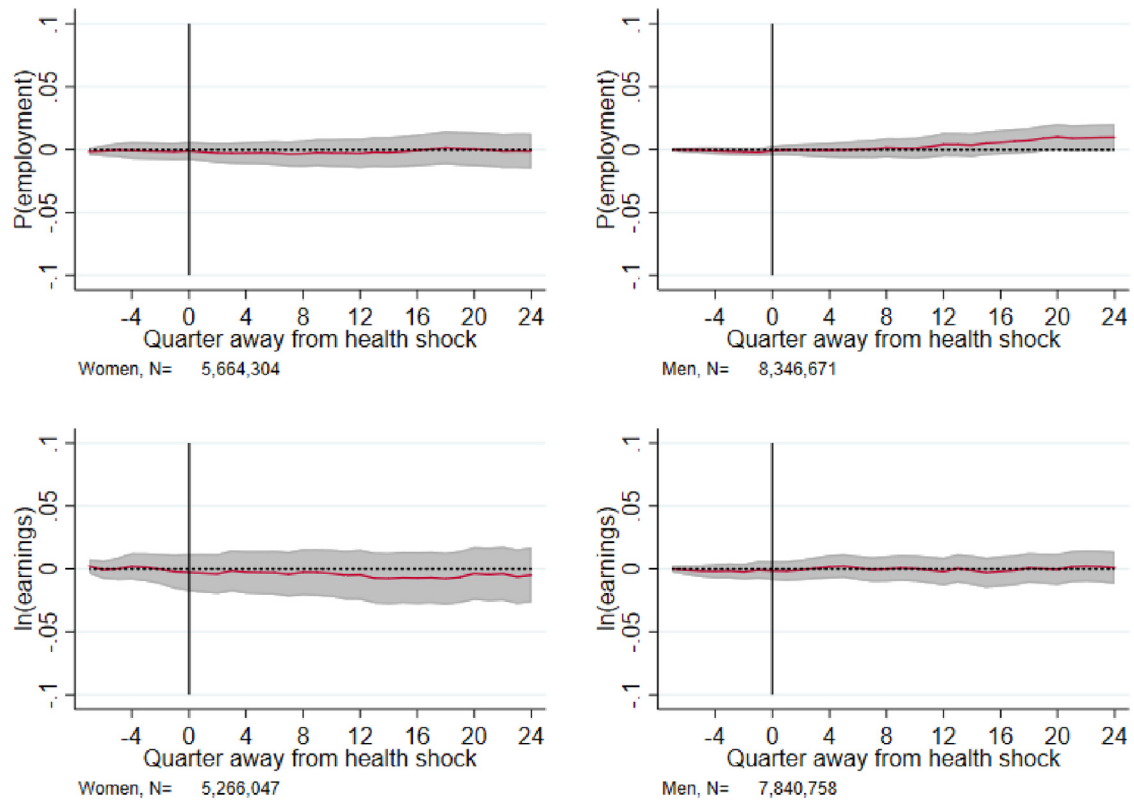 .1 .1
P(employment) P(employment)
.05 .05
0 0
-.05 -.05
-.1 -.1
-4 0 4 8 12 16 20 24 -4 0 4 8 12 16 20 24
Quarter away from health shock Quarter away from health shock
Women, N= 5,664,304 Men, N= 8,346,671
.1 .1
ln(earnings) ln(earnings)
.05 .05
0 0
-.05 -.05
-.1 -.1
-4 0 4 8 12 16 20 24 -4 0 4 8 12 16 20 24
Quarter away from health shock Quarter away from health shock
Women, N= 5,266,047 Men, N= 7,840,758